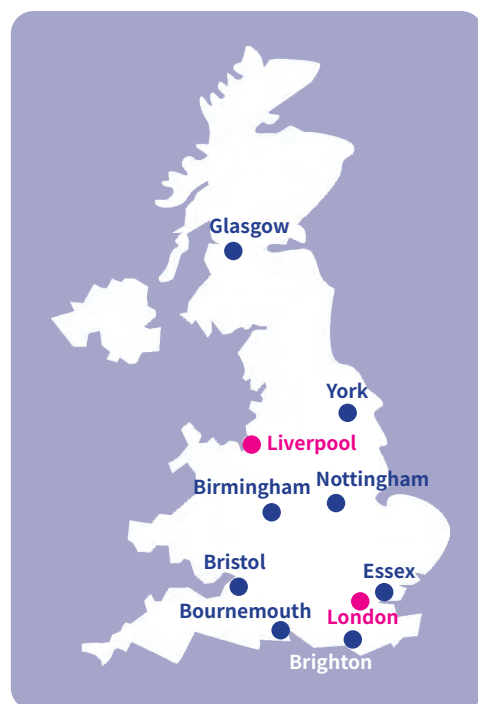 Glasgow
York
Liverpool
Nottingham
Birmingham
Bristol
Essex
Bournemouth
London
Brighton